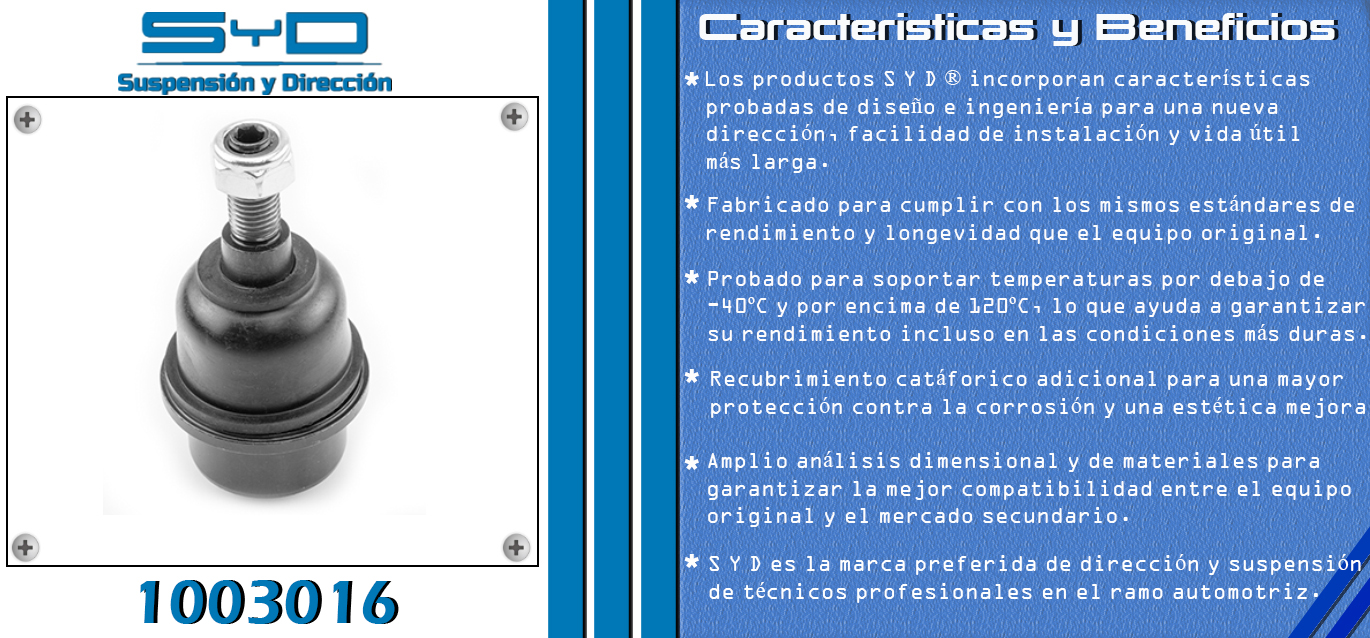 SYD
Suspensión y Dirección
1003016
Caracteristicas y Beneficios
* Los productos S Y D ® incorporan características
probadas de diseño e ingeniería para una nueva
dirección, facilidad de instalación y vida útil
más larga.
* Fabricado para cumplir con los mismos estándares de
rendimiento y longevidad que el equipo original.
* Probado para soportar temperaturas por debajo de
-40°C y por encima de 120°C, lo que ayuda a garantizar
su rendimiento incluso en las condiciones más duras.
* Recubrimiento catáforico adicional para una mayor
protección contra la corrosión y una estética mejora
* Amplio análisis dimensional y de materiales para
garantizar la mejor compatibilidad entre el equipo
original y el mercado secundario.
* S Y D es la marca preferida de dirección y suspensión
de técnicos profesionales en el ramo automotriz.